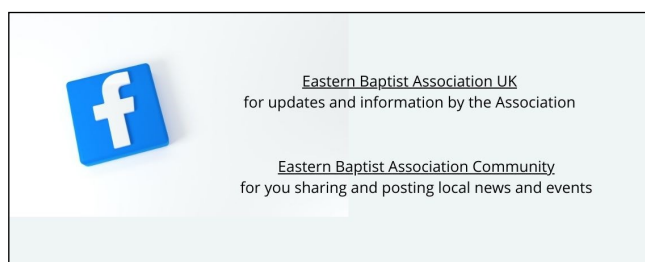 Eastern Baptist Association UK
for updates and information by the Association
Eastern Baptist Association Community
for you sharing and posting local news and events